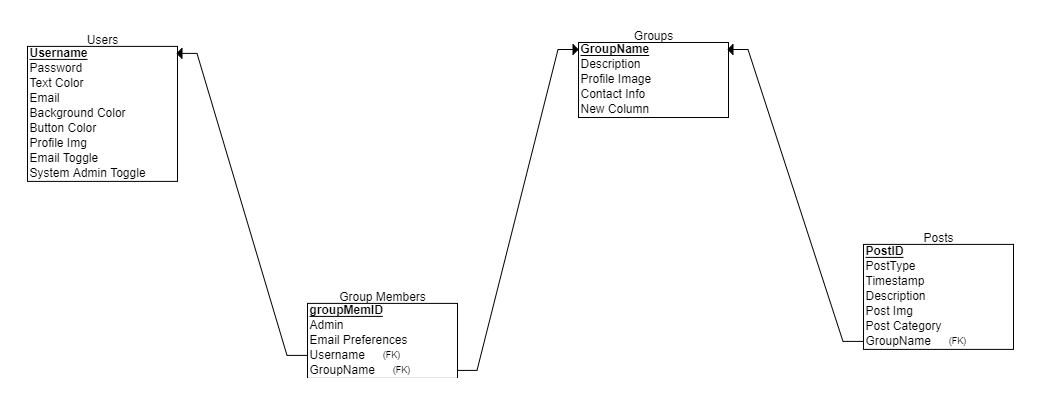 Users
Username
Password
Text Color
Email
Background Color
Button Color
Profile Img
Email Toggle
System Admin Toggle
Groups
GroupName
Description
Profile Image
Contact Info
New Column
Group Members
groupMemID
Admin
Email Preferences
Username (FK)
GroupName (FK)
Posts
PostID
PostType
Timestamp
Description
Post Img
Post Category
GroupName (FK)